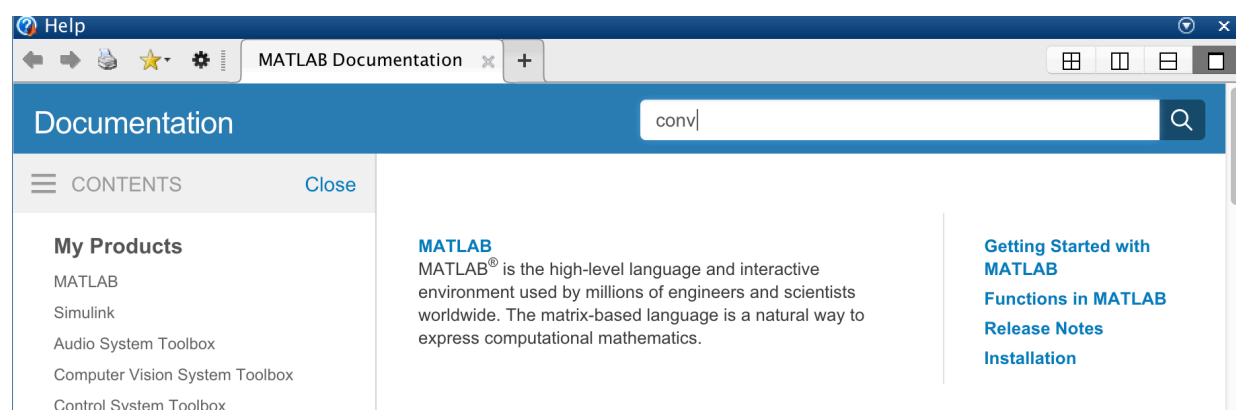 Help
MATLAB Documentation
Documentation
conv
CONTENTS Close
My Products
MATLAB
Simulink
Audio System Toolbox
Computer Vision System Toolbox
Control System Toolbox
MATLAB
MATLAB® is the high-level language and interactive
environment used by millions of engineers and scientists
worldwide. The matrix-based language is a natural way to
express computational mathematics.
Getting Started with
MATLAB
Functions in MATLAB
Release Notes
Installation